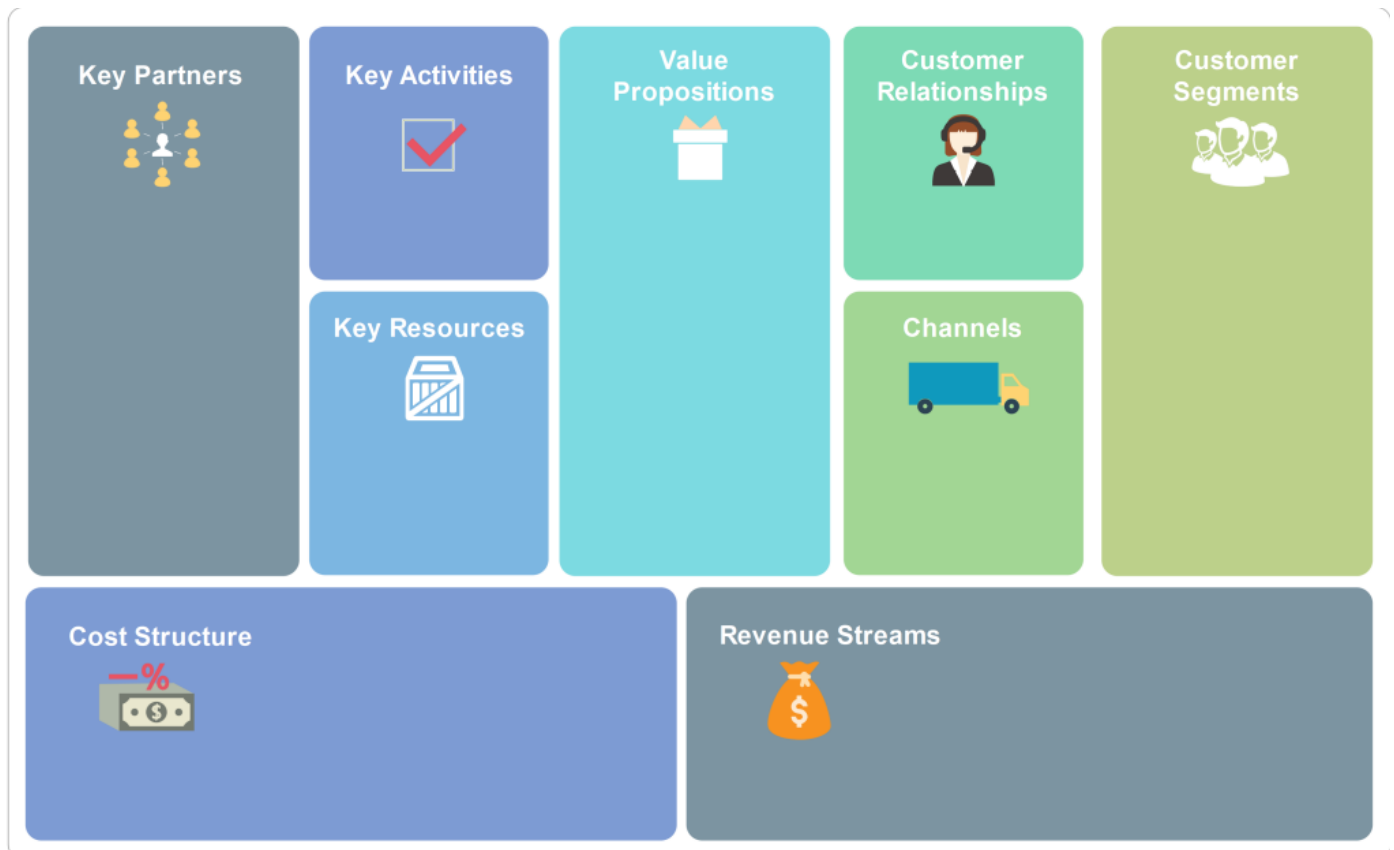 Key Partners
Key Activities
Value
Propositions
Customer
Relationships
Customer
Segments
Key Resources
Channels
Cost Structure
–%
$
Revenue Streams
$